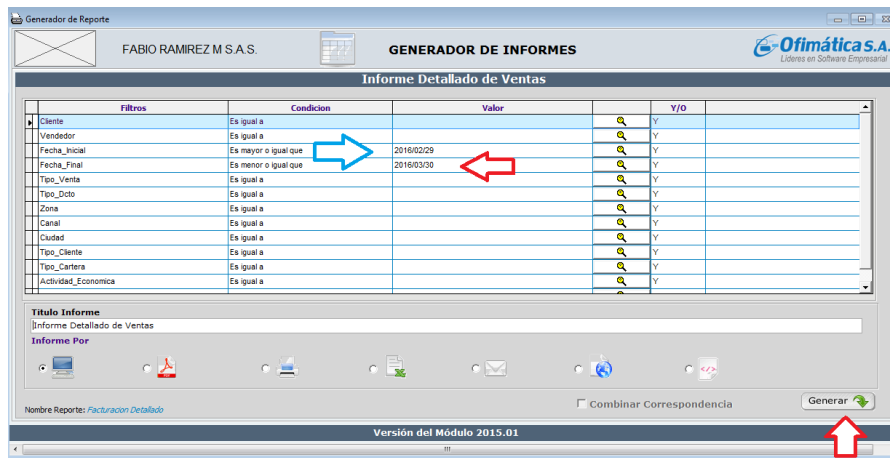 Generador de Reporte
FABIO RAMIREZ M S.A.S.
GENERADOR DE INFORMES
Ofimática S.A.
Líderes en Software Empresarial
Informe Detallado de Ventas
Filtros Condicion Valor Y/O
Cliente Es igual a Y
Vendedor Es igual a Y
Fecha_Inicial Es mayor o igual que 2016/02/29 Y
Fecha_Final Es menor o igual que 2016/03/30 Y
Tipo_Venta Es igual a Y
Tipo_Dcto Es igual a Y
Zona Es igual a Y
Canal Es igual a Y
Ciudad Es igual a Y
Tipo_Cliente Es igual a Y
Tipo_Cartera Es igual a Y
Actividad_Economica Es igual a Y
Titulo Informe
Informe Detallado de Ventas
Informe Por
Combinar Correspondencia
Generar
Nombre Reporte: Facturacion Detallado
Versión del Módulo 2015.01